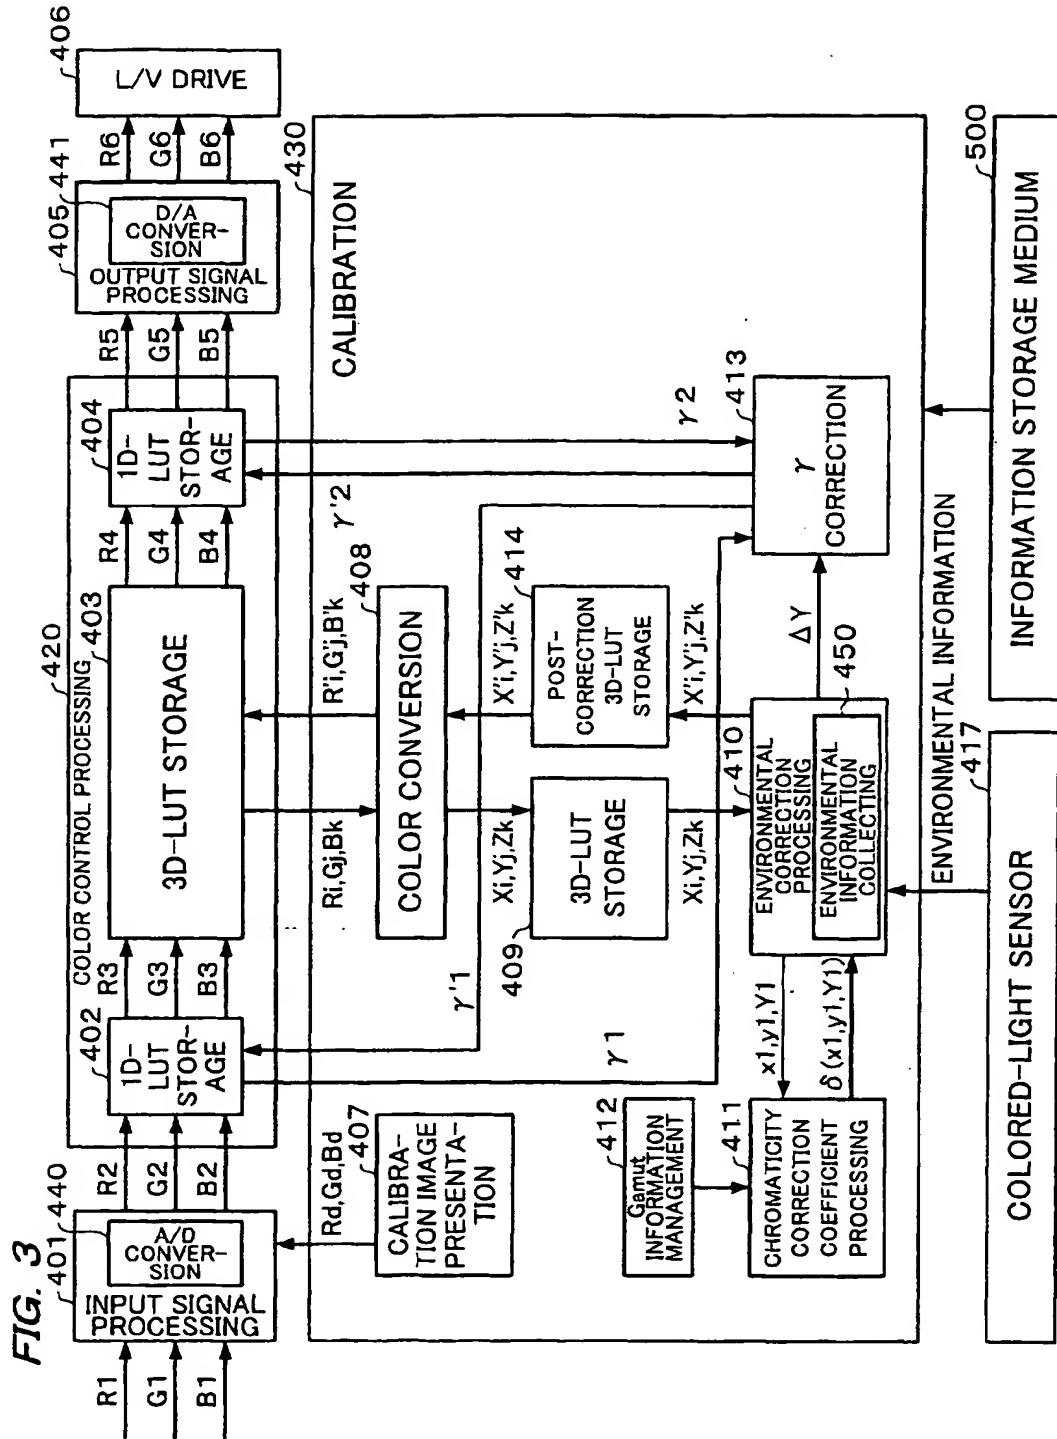 FIG. 3
R1
G1
B1
401
440
A/D
CONVER-
SION
INPUT SIGNAL
PROCESSING
R2
G2
B2
420
COLOR CONTROL PROCESSING
402
1D-
LUT
STOR-
AGE
R3
G3
B3
403
3D-LUT STORAGE
R4
G4
B4
404
1D-
LUT
STOR-
AGE
R5
G5
B5
405
441
D/A
CONVER-
SION
OUTPUT SIGNAL
PROCESSING
R6
G6
B6
406
L/V DRIVE
430
CALIBRATION
Rd,Gd,Bd
407
CALIBRA-
TION IMAGE
PRESENTA-
TION
γ'1
γ1
Ri,Gj,Bk
R'i,G'j,B'k
408
COLOR CONVERSION
γ'2
γ2
Xi,Yj,Zk
X'i,Y'j,Z'k
409
3D-LUT
STORAGE
414
POST-
CORRECTION
3D-LUT
STORAGE
Xi,Yj,Zk
X'i,Y'j,Z'k
412
Gamut
INFORMATION
MANAGEMENT
411
CHROMATICITY
CORRECTION
COEFFICIENT
PROCESSING
x1,y1,Y1
δ(x1,y1,Y1)
410
ENVIRONMENTAL
CORRECTION
PROCESSING
450
ENVIRONMENTAL
INFORMATION
COLLECTING
ΔY
413
γ
CORRECTION
ENVIRONMENTAL INFORMATION
417
COLORED-LIGHT SENSOR
500
INFORMATION STORAGE MEDIUM